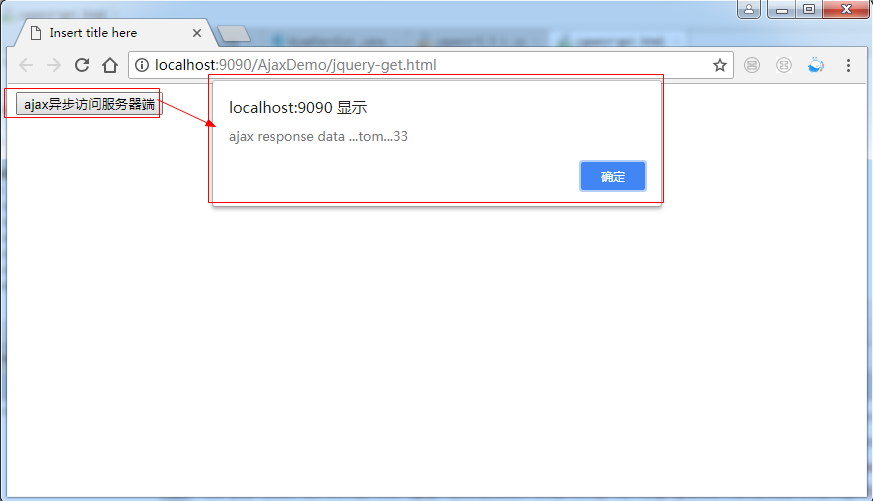 Insert title here
localhost:9090/AjaxDemo/jquery-get.html
ajax异步访问服务器端
localhost:9090 显示
ajax response data ...tom...33
确定